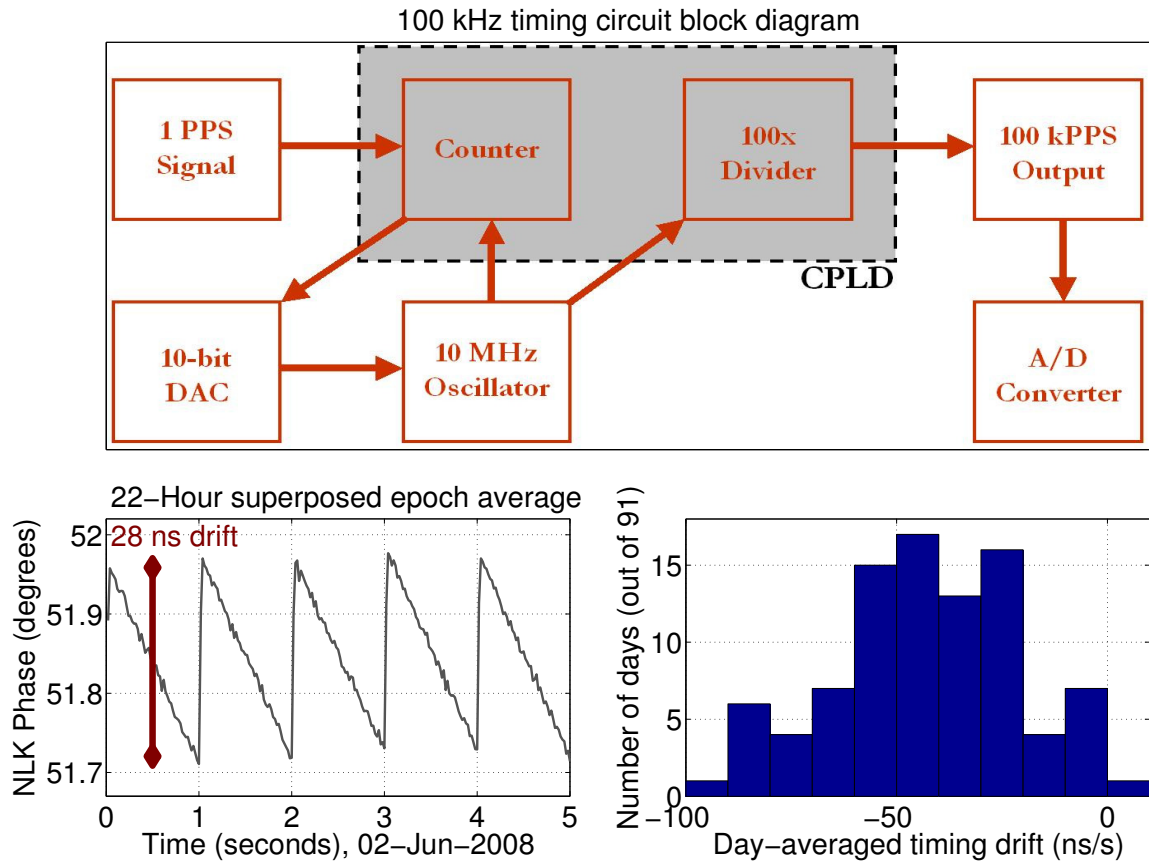 100 kHz timing circuit block diagram
1 PPS
Signal
Counter
100x
Divider
100 kPPS
Output
CPLD
10-bit
DAC
10 MHz
Oscillator
A/D
Converter
22−Hour superposed epoch average
28 ns drift
NLK Phase (degrees)
52
51.9
51.8
51.7
0 1 2 3 4 5
Time (seconds), 02−Jun−2008
Number of days (out of 91)
15
10
5
0
−100 −50 0
Day−averaged timing drift (ns/s)